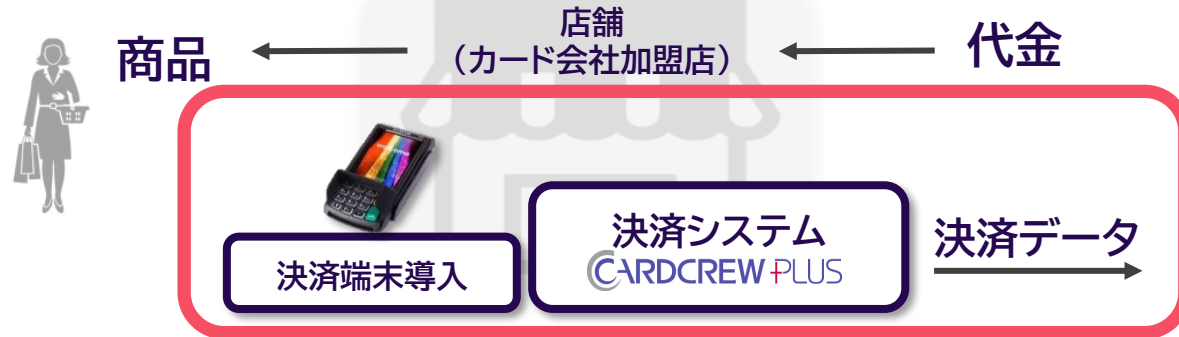 商品
店舗
(カード会社加盟店)
代金
決済端末導入
決済システム
CARDCREW PLUS
決済データ